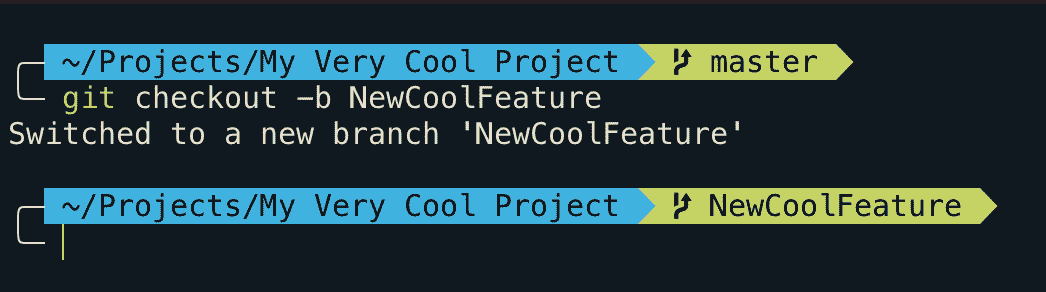 ~/Projects/My Very Cool Project master
git checkout -b NewCoolFeature
Switched to a new branch 'NewCoolFeature'
~/Projects/My Very Cool Project NewCoolFeature